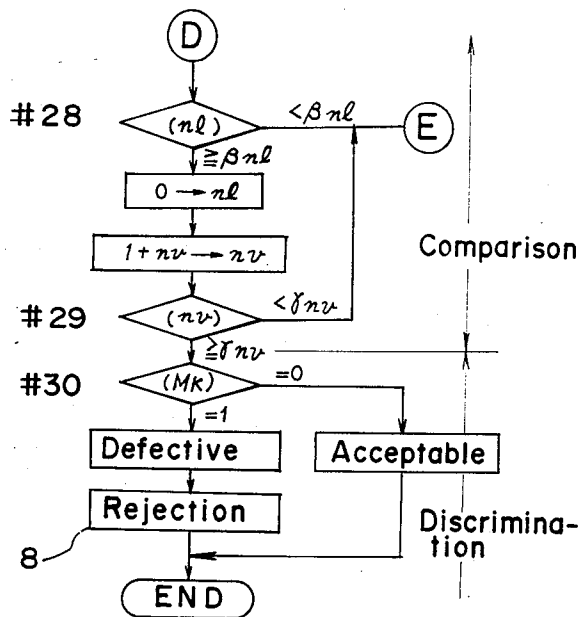 D
#28
(nl)
<βnl
E
≧βnl
0 → nl
1 + nv → nv
Comparison
#29
(nv)
<γnv
≧γnv
#30
(MK)
=0
=1
Defective
Acceptable
Rejection
8
Discrimina-
tion
END